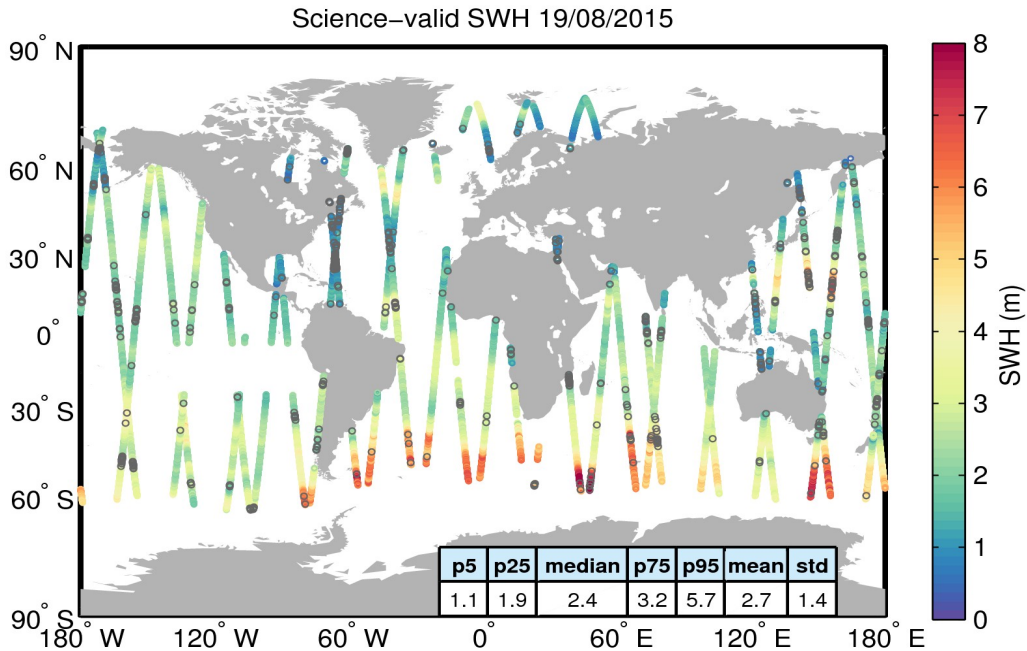 Science−valid SWH 19/08/2015
90° N
60° N
30° N
0°
30° S
60° S
90° S
180° W 120° W 60° W 0° 60° E 120° E 180° E
p5 p25 median p75 p95 mean std
1.1 1.9 2.4 3.2 5.7 2.7 1.4
8
7
6
5
4
3
2
1
0
SWH (m)